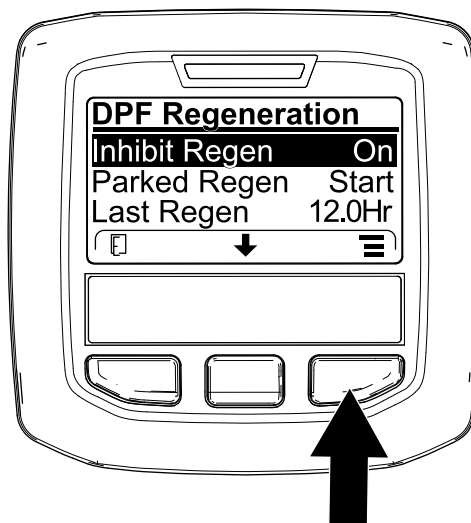 DPF Regeneration
Inhibit Regen On
Parked Regen Start
Last Regen 12.0Hr